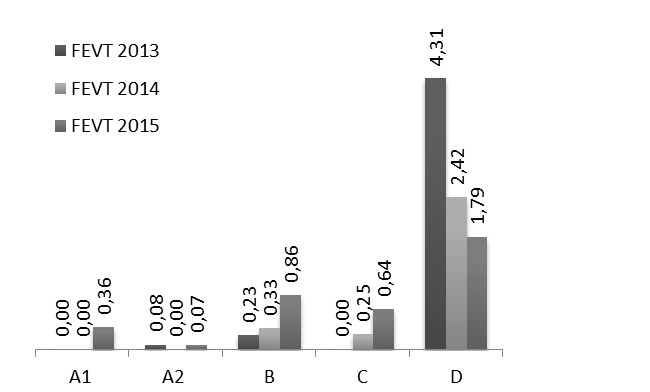 FEVT 2013
FEVT 2014
FEVT 2015
0,00 0,00 0,36
0,08 0,00 0,07
0,23 0,33 0,86
0,00 0,25 0,64
4,31 2,42 1,79
A1 A2 B C D